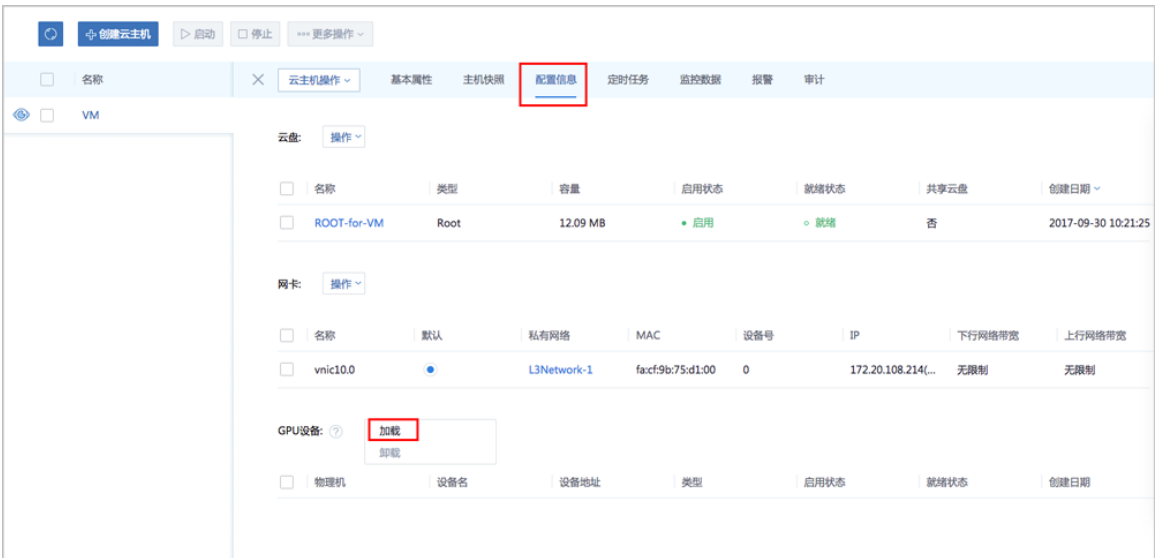 创建云主机 启动 停止 更多操作
名称 云主机操作 基本属性 主机快照 配置信息 定时任务 监控数据 报警 审计
VM
云盘: 操作
名称 类型 容量 启用状态 就绪状态 共享云盘 创建日期
ROOT-for-VM Root 12.09 MB 启用 就绪 否 2017-09-30 10:21:25
网卡: 操作
名称 默认 私有网络 MAC 设备号 IP 下行网络带宽 上行网络带宽
vnic10.0 L3Network-1 fa:cf:9b:75:d1:00 0 172.20.108.214(... 无限制 无限制
GPU设备: ? 加载
卸载
物理机 设备名 设备地址 类型 启用状态 就绪状态 创建日期